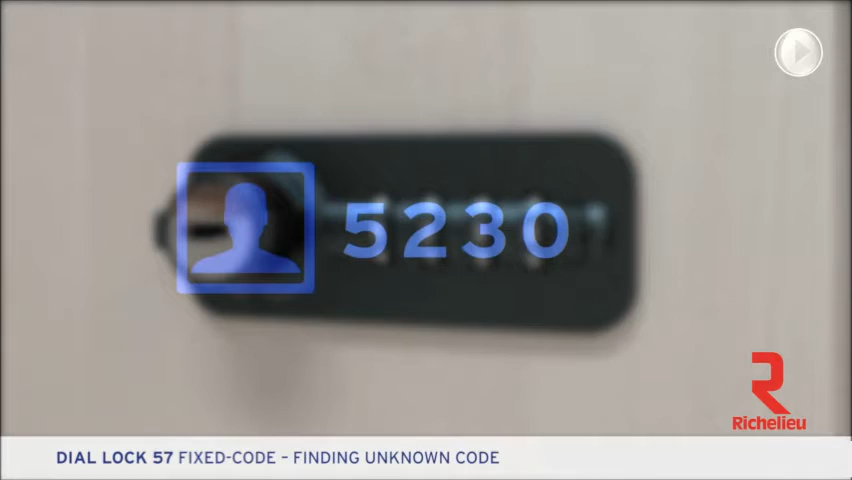 5230
Richelieu
DIAL LOCK 57 FIXED-CODE – FINDING UNKNOWN CODE